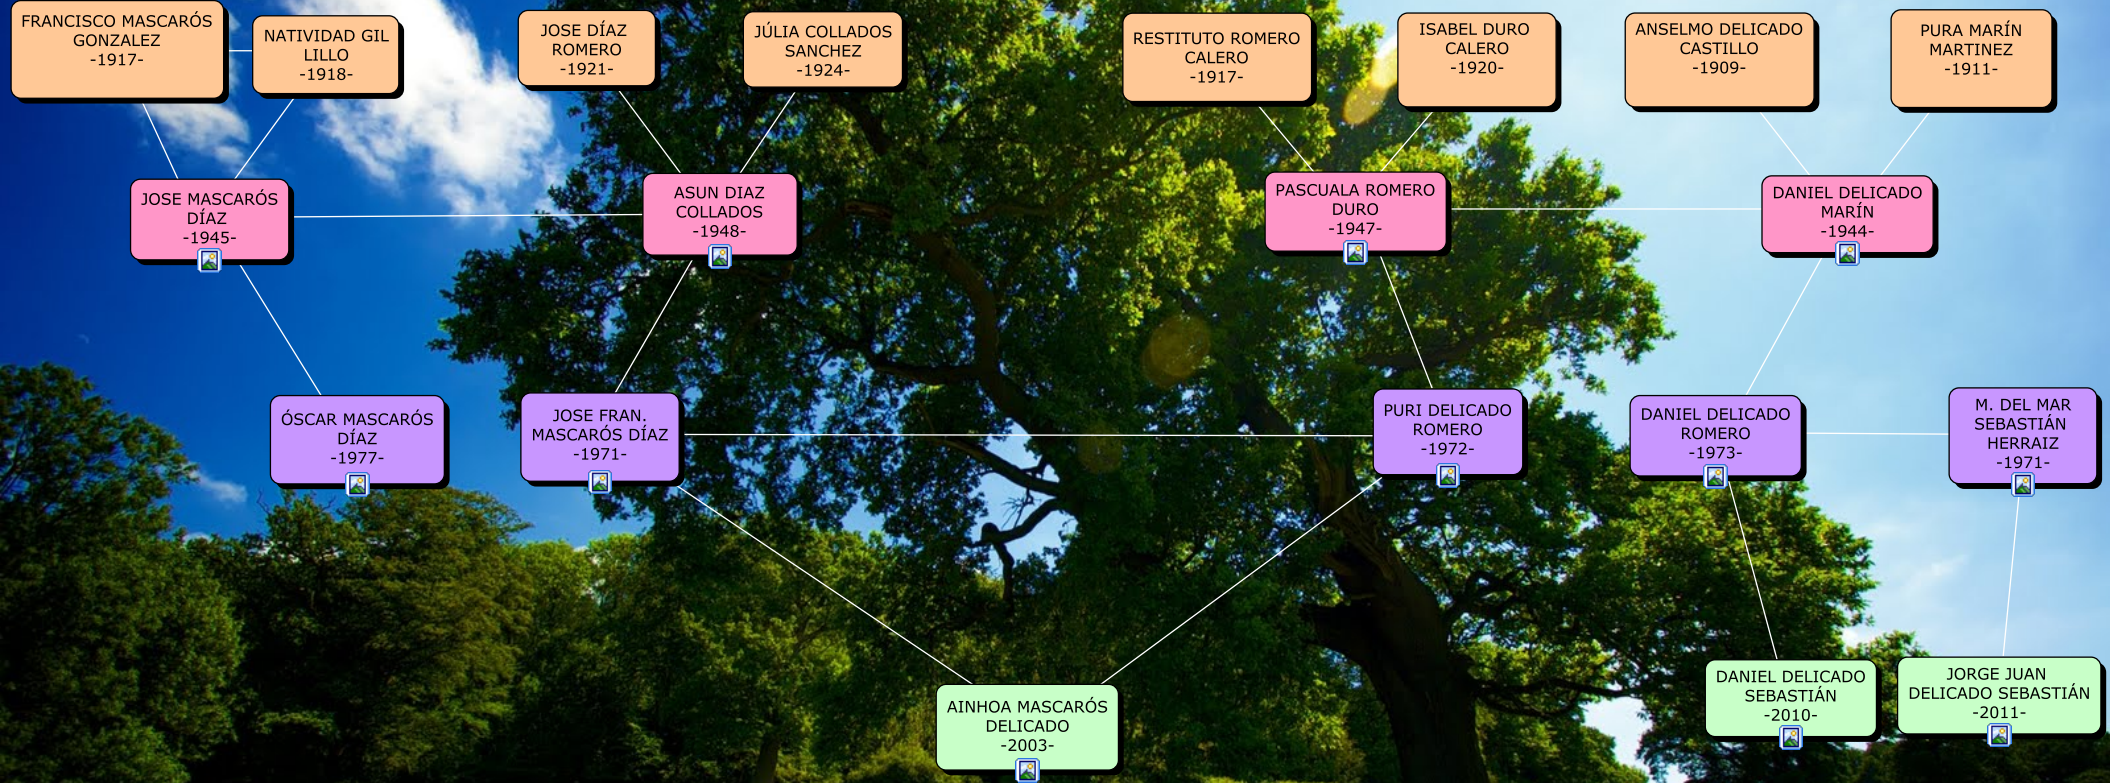 FRANCISCO MASCARÓS
GONZALEZ
-1917-
NATIVIDAD GIL
LILLO
-1918-
JOSE DÍAZ
ROMERO
-1921-
JÚLIA COLLADOS
SANCHEZ
-1924-
RESTITUTO ROMERO
CALERO
-1917-
ISABEL DURO
CALERO
-1920-
ANSELMO DELICADO
CASTILLO
-1909-
PURA MARÍN
MARTINEZ
-1911-
JOSE MASCARÓS
DÍAZ
-1945-
ASUN DIAZ
COLLADOS
-1948-
PASCUALA ROMERO
DURO
-1947-
DANIEL DELICADO
MARÍN
-1944-
ÓSCAR MASCARÓS
DÍAZ
-1977-
JOSE FRAN.
MASCARÓS DÍAZ
-1971-
PURI DELICADO
ROMERO
-1972-
DANIEL DELICADO
ROMERO
-1973-
M. DEL MAR
SEBASTIÁN
HERRAIZ
-1971-
AINHOA MASCARÓS
DELICADO
-2003-
DANIEL DELICADO
SEBASTIÁN
-2010-
JORGE JUAN
DELICADO SEBASTIÁN
-2011-